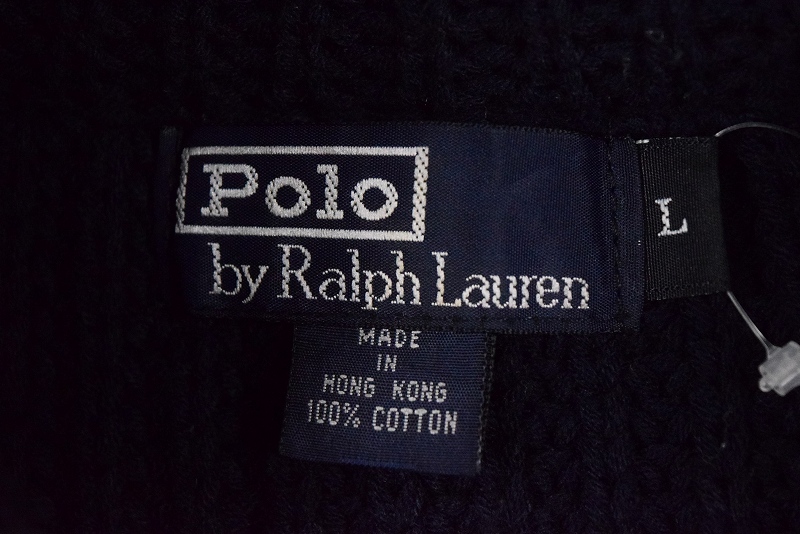 Polo
by Ralph Lauren
L
MADE
IN
HONG KONG
100% COTTON